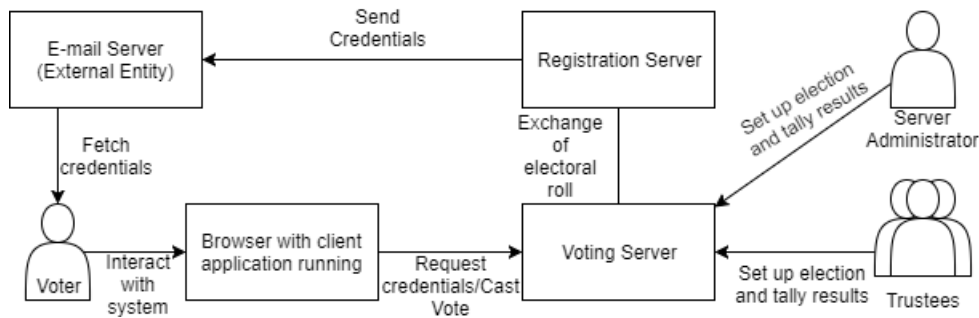 Send
Credentials
E-mail Server
(External Entity)
Registration Server
Set up election
and tally results
Server
Administrator
Fetch
credentials
Exchange
of
electoral
roll
Browser with client
application running
Voting Server
Voter
Interact
with
system
Request
credentials/Cast
Vote
Set up election
and tally results
Trustees